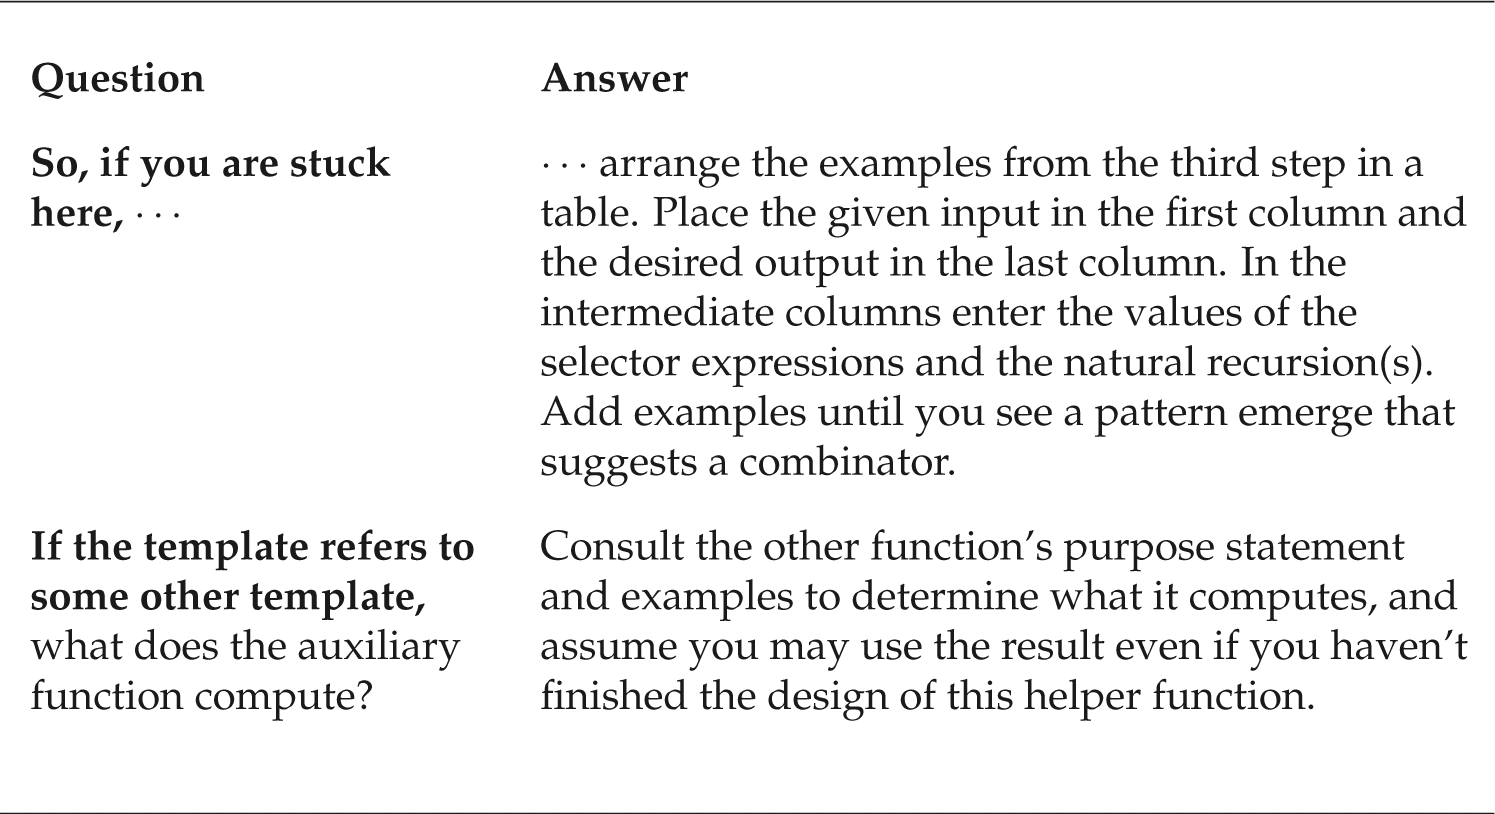 Question
Answer
So, if you are stuck
here, · · ·
· · · arrange the examples from the third step in a
table. Place the given input in the first column and
the desired output in the last column. In the
intermediate columns enter the values of the
selector expressions and the natural recursion(s).
Add examples until you see a pattern emerge that
suggests a combinator.
If the template refers to
some other template,
what does the auxiliary
function compute?
Consult the other function’s purpose statement
and examples to determine what it computes, and
assume you may use the result even if you haven’t
finished the design of this helper function.